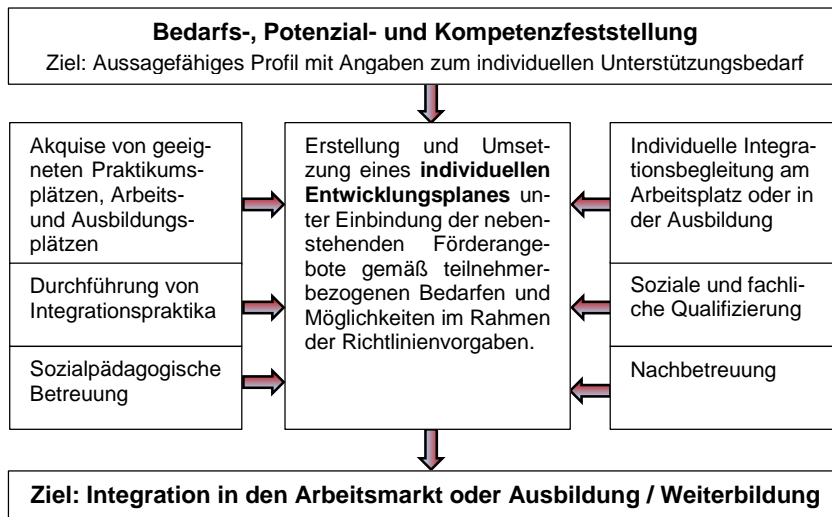 Bedarfs-, Potenzial- und Kompetenzfeststellung
Ziel: Aussagefähiges Profil mit Angaben zum individuellen Unterstützungsbedarf
Akquise von geeig-
neten Praktikums-
plätzen, Arbeits-
und Ausbildungs-
plätzen
Durchführung von
Integrationspraktika
Sozialpädagogische
Betreuung
Erstellung und Umset-
zung eines individuellen
Entwicklungsplanes un-
ter Einbindung der neben-
stehenden Förderange-
bote gemäß teilnehmer-
bezogenen Bedarfen und
Möglichkeiten im Rahmen
der Richtlinienvorgaben.
Individuelle Integra-
tionsbegleitung am
Arbeitsplatz oder in
der Ausbildung
Soziale und fachli-
che Qualifizierung
Nachbetreuung
Ziel: Integration in den Arbeitsmarkt oder Ausbildung / Weiterbildung